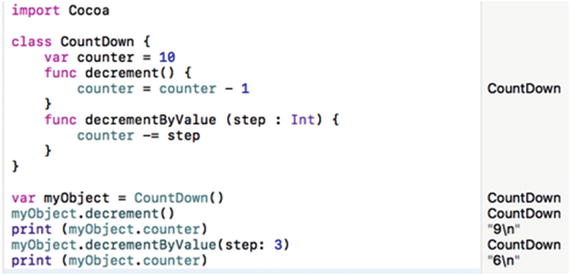 import Cocoa
class CountDown {
var counter = 10
func decrement() {
counter = counter - 1
CountDown
}
func decrementByValue (step : Int) {
counter -= step
}
}
var myObject = CountDown()
CountDown
myObject.decrement()
CountDown
print (myObject.counter)
"9\n"
myObject.decrementByValue(step: 3)
CountDown
print (myObject.counter)
"6\n"